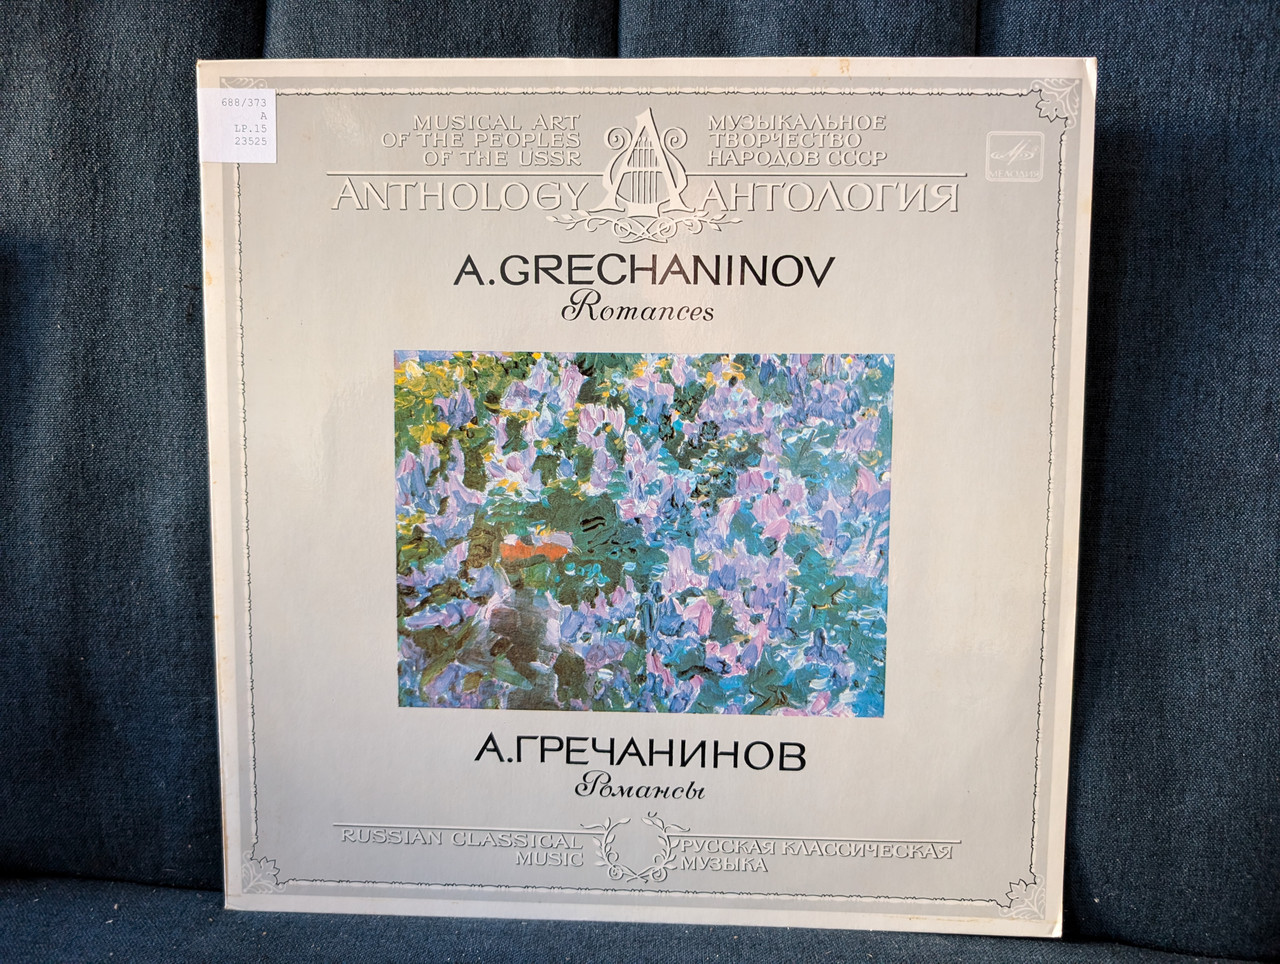 688/373
A
LP.15
23525
MUSICAL ART
OF THE PEOPLES
OF THE USSR
МУЗЫКАЛЬНОЕ
ТВОРЧЕСТВО
НАРОДОВ СССР
МЕЛОДИЯ
ANTHOLOGY
АНТОЛОГИЯ
A.GRECHANINOV
Romances
А.ГРЕЧАНИНОВ
Романсы
RUSSIAN CLASSICAL
MUSIC
РУССКАЯ КЛАССИЧЕСКАЯ
МУЗЫКА